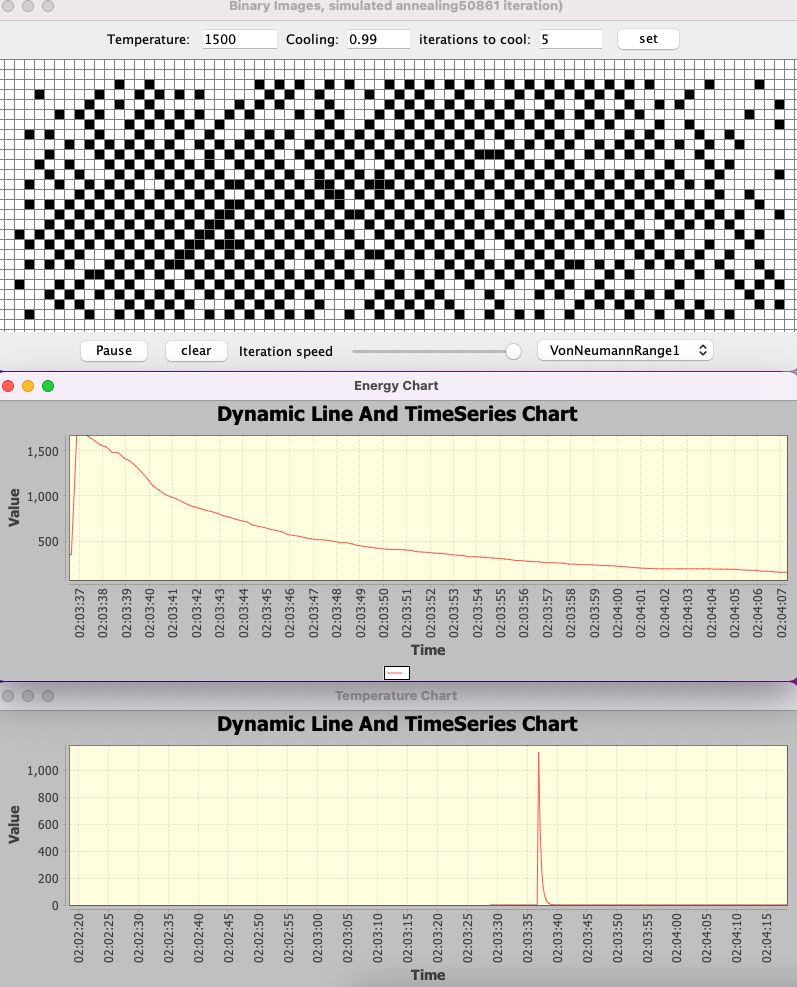 Binary Images, simulated annealing50861 iteration)
Temperature: 1500 Cooling: 0.99 iterations to cool: 5 set
Pause clear Iteration speed VonNeumannRange1
Energy Chart
Dynamic Line And TimeSeries Chart
Value
1,500
1,000
500
02:03:37 02:03:38 02:03:39 02:03:40 02:03:41 02:03:42 02:03:43 02:03:44 02:03:45 02:03:46 02:03:47 02:03:48 02:03:49 02:03:50 02:03:51 02:03:52 02:03:53 02:03:54 02:03:55 02:03:56 02:03:57 02:03:58 02:03:59 02:04:00 02:04:01 02:04:02 02:04:03 02:04:04 02:04:05 02:04:06 02:04:07
Time
Temperature Chart
Dynamic Line And TimeSeries Chart
Value
1,000
800
600
400
200
0
02:02:20 02:02:25 02:02:30 02:02:35 02:02:40 02:02:45 02:02:50 02:02:55 02:03:00 02:03:05 02:03:10 02:03:15 02:03:20 02:03:25 02:03:30 02:03:35 02:03:40 02:03:45 02:03:50 02:03:55 02:04:00 02:04:05 02:04:10 02:04:15
Time